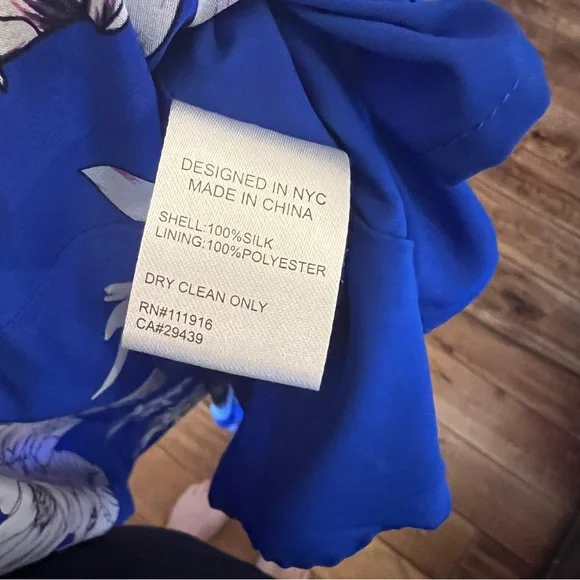 DESIGNED IN NYC
MADE IN CHINA
SHELL:100%SILK
LINING:100%POLYESTER
DRY CLEAN ONLY
RN#111916
CA#29439